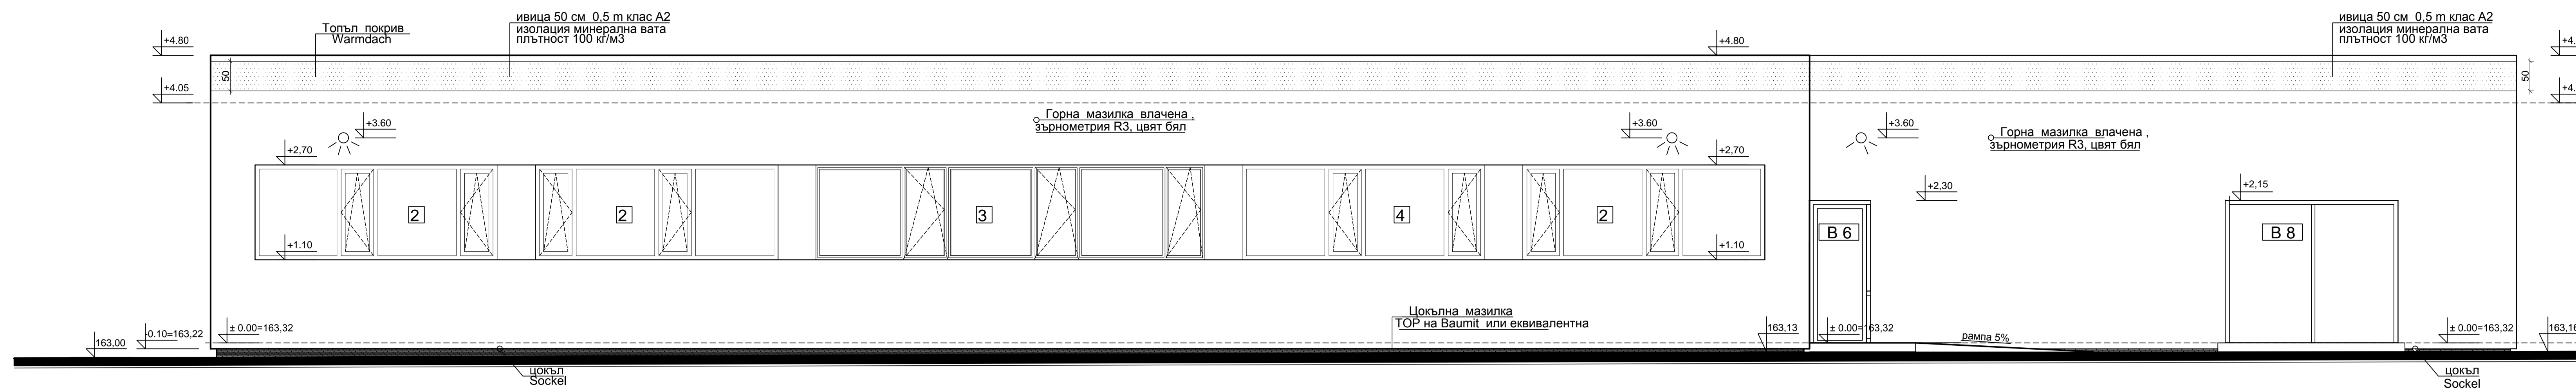 ивица 50 см 0,5 m клас А2
изолация минерална вата
плътност 100 кг/м3
Топъл покрив
Warmdach
+4.80
50
+4.05
+4.80
ивица 50 см 0,5 m клас А2
изолация минерална вата
плътност 100 кг/м3
50
Горна мазилка влачена ,
зърнометрия R3, цвят бял
+3.60
+3.60
+3.60
Горна мазилка влачена ,
зърнометрия R3, цвят бял
+2,70
+2,70
2
2
3
4
2
+1.10
+1.10
+2,30
+2,15
В 6
В 8
Цокълна мазилка
TOP на Baumit или еквивалентна
163,00
-0.10=163,22
± 0.00=163,32
163,13
± 0.00=163,32
рампа 5%
± 0.00=163,32
цокъл
Sockel
цокъл
Sockel